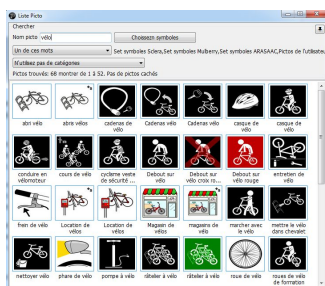 Liste Picto
Chercher
Nom picto vélo Choissezn symboles
Un de ces mots Set symboles Sclera,Set symboles Mulberry,Set symboles ARASAAC,Pictos de l'utilisateu
N'utilisez pas de catégories
Pictos trouvés: 68 montrer de 1 à 52. Pas de pictos cachés
abri vélo abris vélos cadenas de vélo Cadenas vélo Cadenas vélo casque de vélo casque de vélo
conduire en vélomoteur cours de vélo cyclisme veste de sécurité ... Debout sur vélo Debout sur vélo croix ro... Debout sur vélo rouge entretien de vélo
frein de vélo Location de vélos Location de vélos Magasin de vélos magasins de vélo marcher avec le vélo mettre le vélo dans chevalet
nettoyer vélo phare de vélo pompe à vélo râtelier à vélo râtelier à vélo roue de vélo roues de vélo de formation